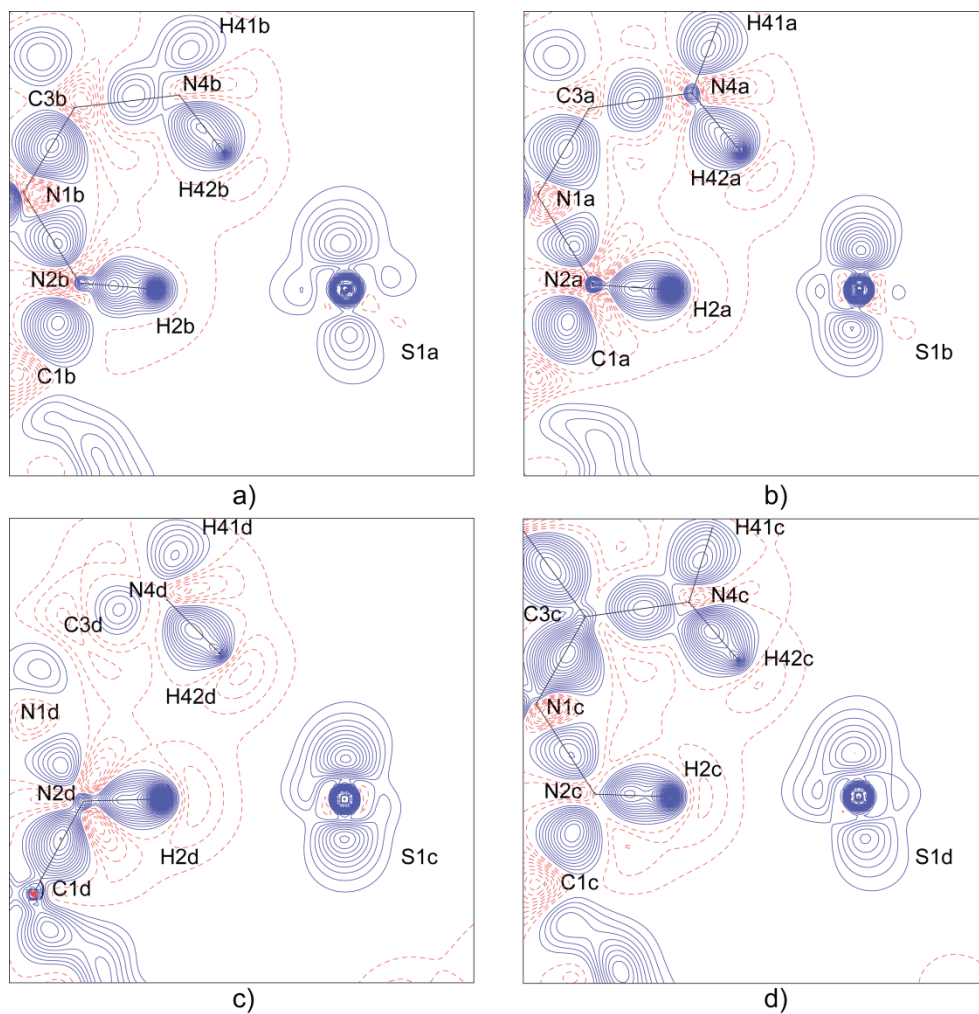 H41b
C3b
N4b
H42b
N1b
N2b
H2b
S1a
C1b
a)
H41a
C3a
N4a
H42a
N1a
N2a
H2a
S1b
C1a
b)
H41d
N4d
C3d
H42d
N1d
N2d
H2d
S1c
C1d
c)
H41c
N4c
C3c
H42c
N1c
H2c
N2c
S1d
C1c
d)